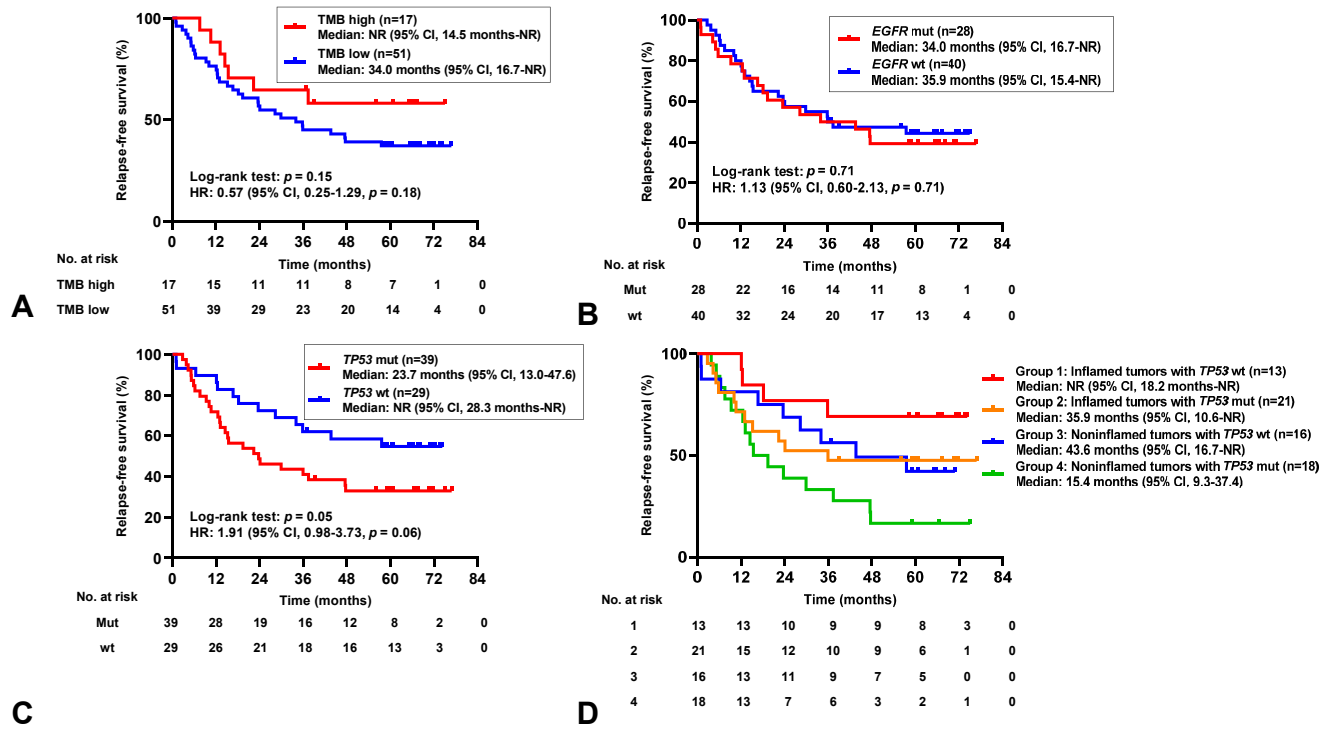 Relapse-free survival (%)
100
50
0
TMB high (n=17)
Median: NR (95% CI, 14.5 months-NR)
TMB low (n=51)
Median: 34.0 months (95% CI, 16.7-NR)
Log-rank test: p = 0.15
HR: 0.57 (95% CI, 0.25-1.29, p = 0.18)
0 12 24 36 48 60 72 84
Time (months)
No. at risk
TMB high 17 15 11 11 8 7 1 0
TMB low 51 39 29 23 20 14 4 0
A
Relapse-free survival (%)
100
80
60
40
20
0
EGFR mut (n=28)
Median: 34.0 months (95% CI, 16.7-NR)
EGFR wt (n=40)
Median: 35.9 months (95% CI, 15.4-NR)
Log-rank test: p = 0.71
HR: 1.13 (95% CI, 0.60-2.13, p = 0.71)
0 12 24 36 48 60 72 84
Time (months)
No. at risk
Mut 28 22 16 14 11 8 1 0
wt 40 32 24 20 17 13 4 0
B
Relapse-free survival (%)
100
80
60
40
20
0
TP53 mut (n=39)
Median: 23.7 months (95% CI, 13.0-47.6)
TP53 wt (n=29)
Median: NR (95% CI, 28.3 months-NR)
Log-rank test: p = 0.05
HR: 1.91 (95% CI, 0.98-3.73, p = 0.06)
0 12 24 36 48 60 72 84
Time (months)
No. at risk
Mut 39 28 19 16 12 8 2 0
wt 29 26 21 18 16 13 3 0
C
Relapse-free survival (%)
100
50
0
Group 1: Inflamed tumors with TP53 wt (n=13)
Median: NR (95% CI, 18.2 months-NR)
Group 2: Inflamed tumors with TP53 mut (n=21)
Median: 35.9 months (95% CI, 10.6-NR)
Group 3: Noninflamed tumors with TP53 wt (n=16)
Median: 43.6 months (95% CI, 16.7-NR)
Group 4: Noninflamed tumors with TP53 mut (n=18)
Median: 15.4 months (95% CI, 9.3-37.4)
0 12 24 36 48 60 72 84
Time (months)
No. at risk
1 13 13 10 9 9 8 3 0
2 21 15 12 10 9 6 1 0
3 16 13 11 9 7 5 0 0
4 18 13 7 6 3 2 1 0
D